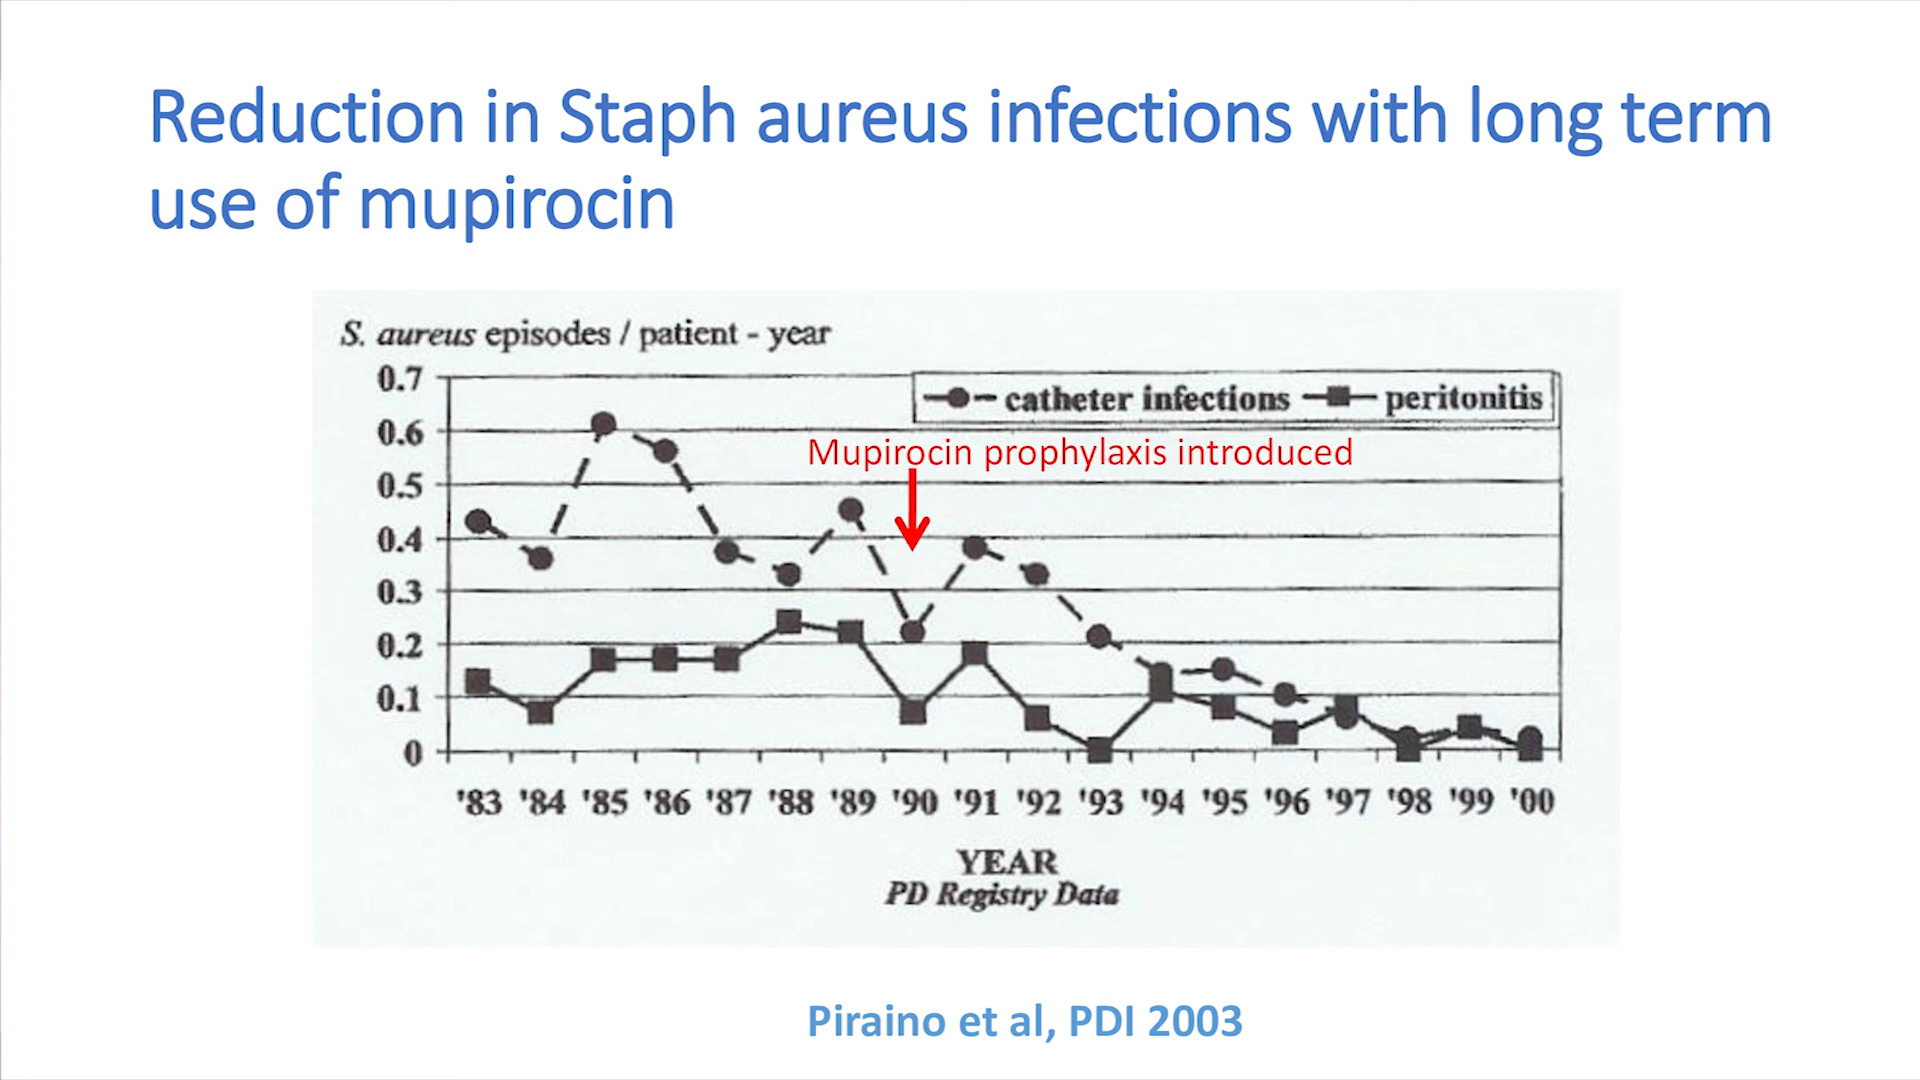 Reduction in Staph aureus infections with long term
use of mupirocin
S. aureus episodes / patient - year
0.7
catheter infections
peritonitis
0.6
Mupirocin prophylaxis introduced
0.5
0.4
0.3
0.2
0.1
0
'83 '84 '85 '86 '87 '88 '89 '90 '91 '92 '93 '94 '95 '96 '97 '98 '99 '00
YEAR
PD Registry Data
Piraino et al, PDI 2003